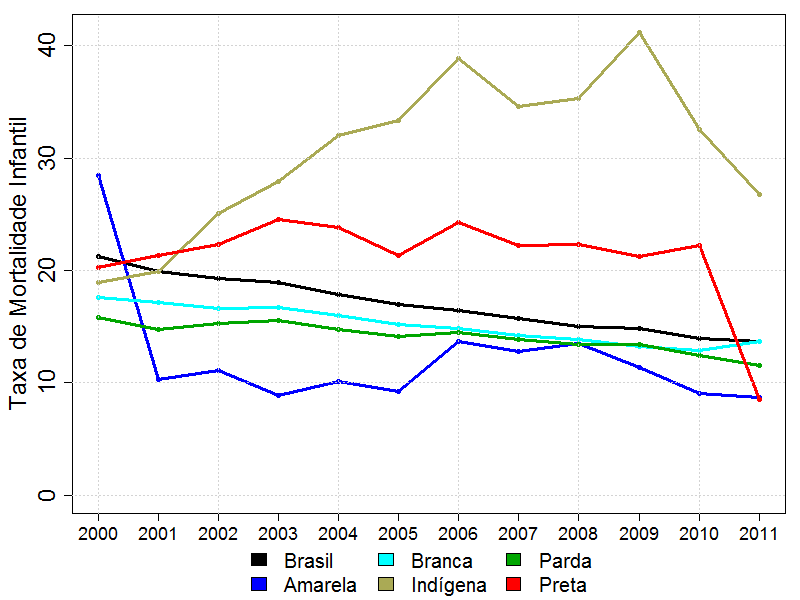 Taxa de Mortalidade Infantil
40
30
20
10
0
2000 2001 2002 2003 2004 2005 2006 2007 2008 2009 2010 2011
Brasil Branca Parda
Amarela Indígena Preta